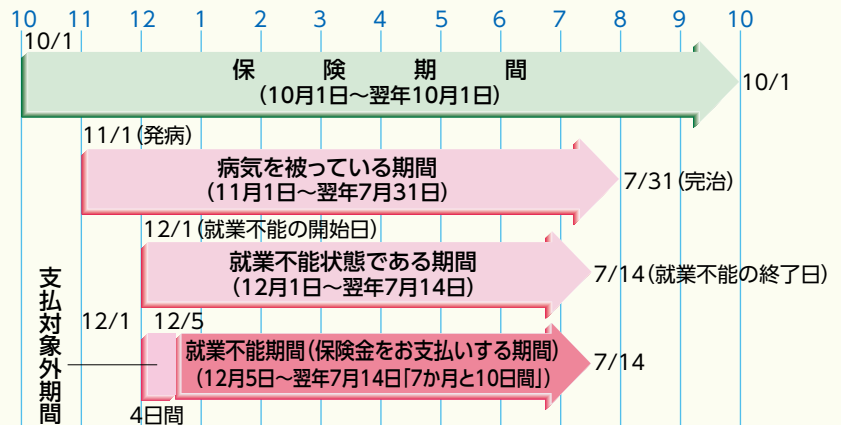 10 11 12 1 2 3 4 5 6 7 8 9 10
10/1
保険期間
(10月1日〜翌年10月1日)
10/1
11/1(発病)
病気を被っている期間
(11月1日〜翌年7月31日)
7/31(完治)
12/1(就業不能の開始日)
就業不能状態である期間
(12月1日〜翌年7月14日)
7/14(就業不能の終了日)
支払対象外期間
12/1 12/5
就業不能期間(保険金をお支払いする期間)
(12月5日〜翌年7月14日「7か月と10日間」)
7/14
4日間